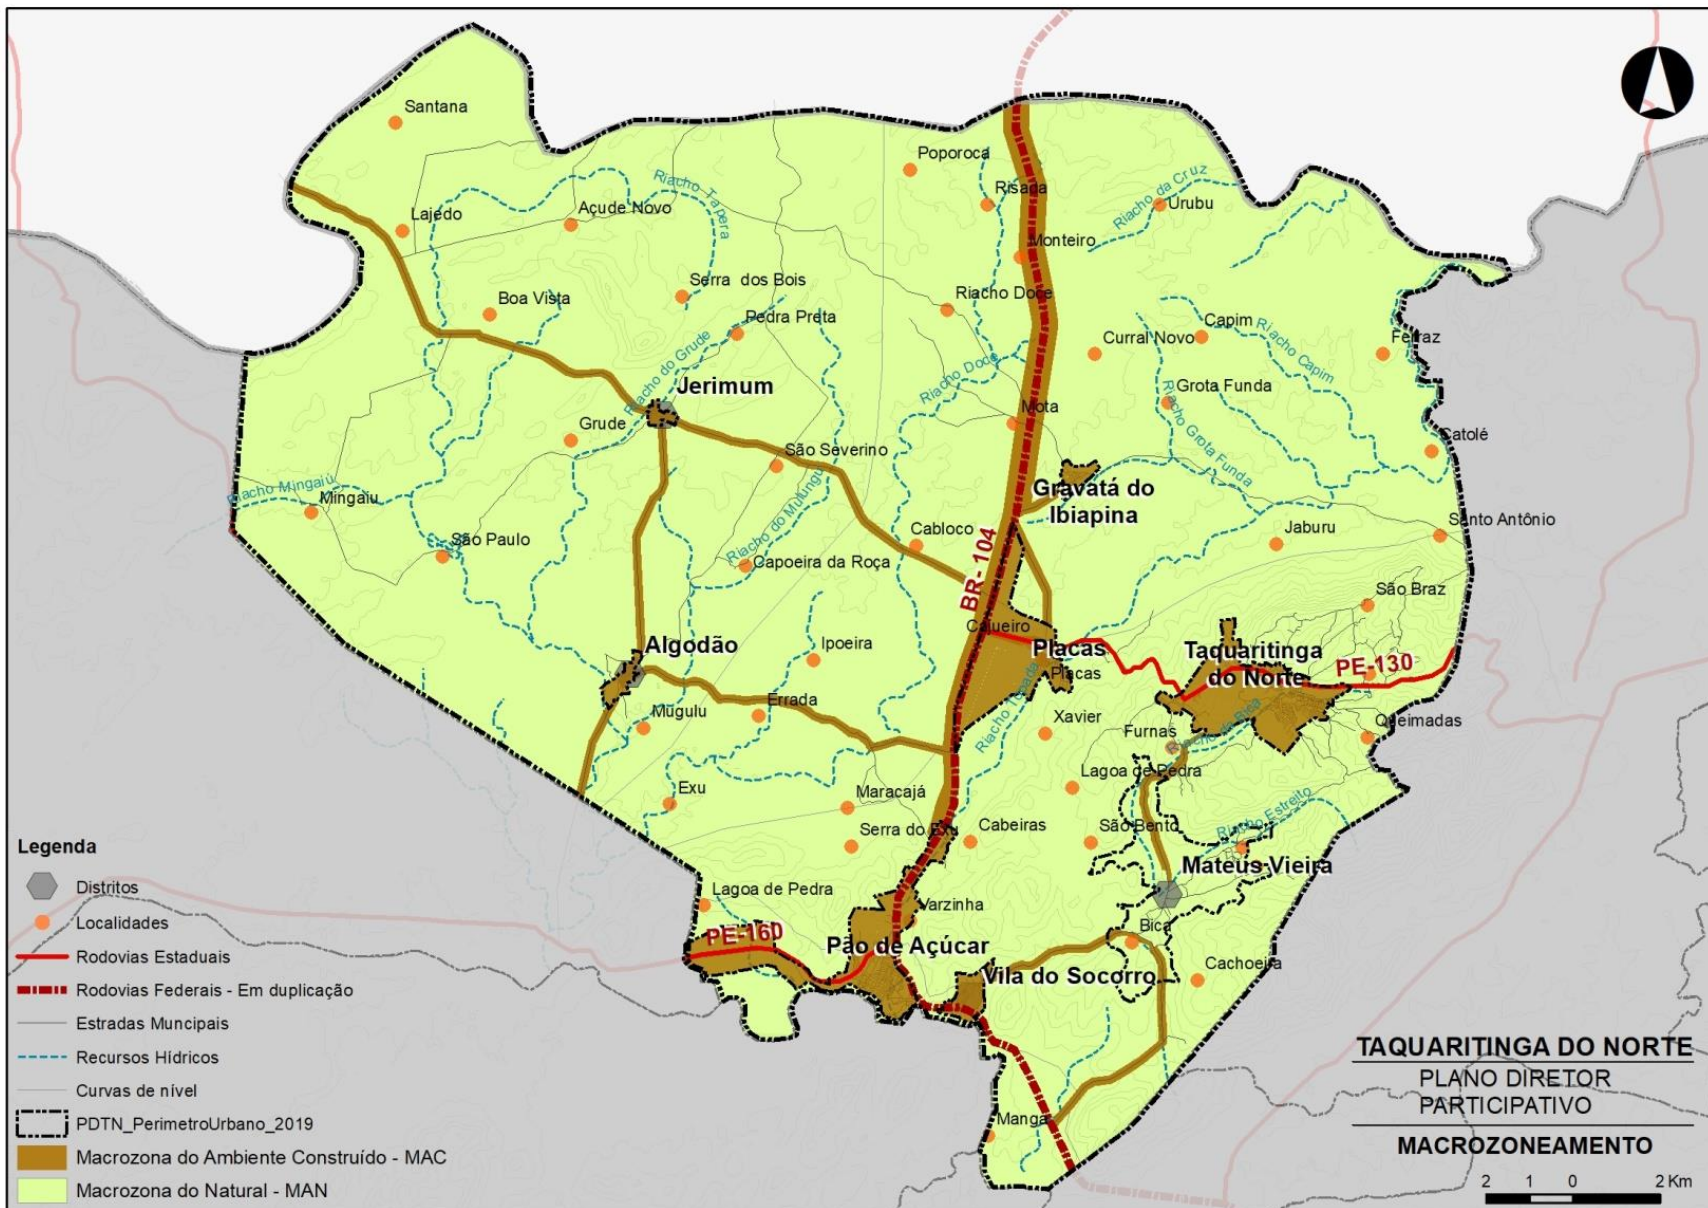 Santana
Poporoca
Riacho Tapera
Risada
Riacho da Cruz
Urubu
Lajedo
Açude Novo
Monteiro
Serra dos Bois
Boa Vista
Riacho Doce
Pedra Preta
Capim
Riacho Capim
Ferraz
Curral Novo
Riacho do Grude
Riacho Doce
Jerimum
Grota Funda
Mota
Riacho Grota Funda
Grude
São Severino
Catolé
Riacho Mingaiú
Mingaiu
Riacho do Mulungu
Gravatá do
Ibiapina
Santo Antônio
São Paulo
Cabloco
Jaburu
Capoeira da Roça
BR- 104
São Braz
Cajueiro
Algodão
Ipoeira
Placas
Taquaritinga
do Norte
PE-130
Placas
Errada
Mugulu
Xavier
Furnas
Queimadas
Lagoa de Pedra
Exu
Maracajá
Riacho Estreito
Serra do Exu
Cabeiras
São Bento
Mateus Vieira
Lagoa de Pedra
Varzinha
PE-160
Pão de Açúcar
Bica
Vila do Socorro
Cachoeira
Manga
Legenda
Distritos
Localidades
Rodovias Estaduais
Rodovias Federais - Em duplicação
Estradas Muncipais
Recursos Hídricos
Curvas de nível
PDTN_PerimetroUrbano_2019
Macrozona do Ambiente Construído - MAC
Macrozona do Natural - MAN
TAQUARITINGA DO NORTE
PLANO DIRETOR
PARTICIPATIVO
MACROZONEAMENTO
2 1 0 2 Km